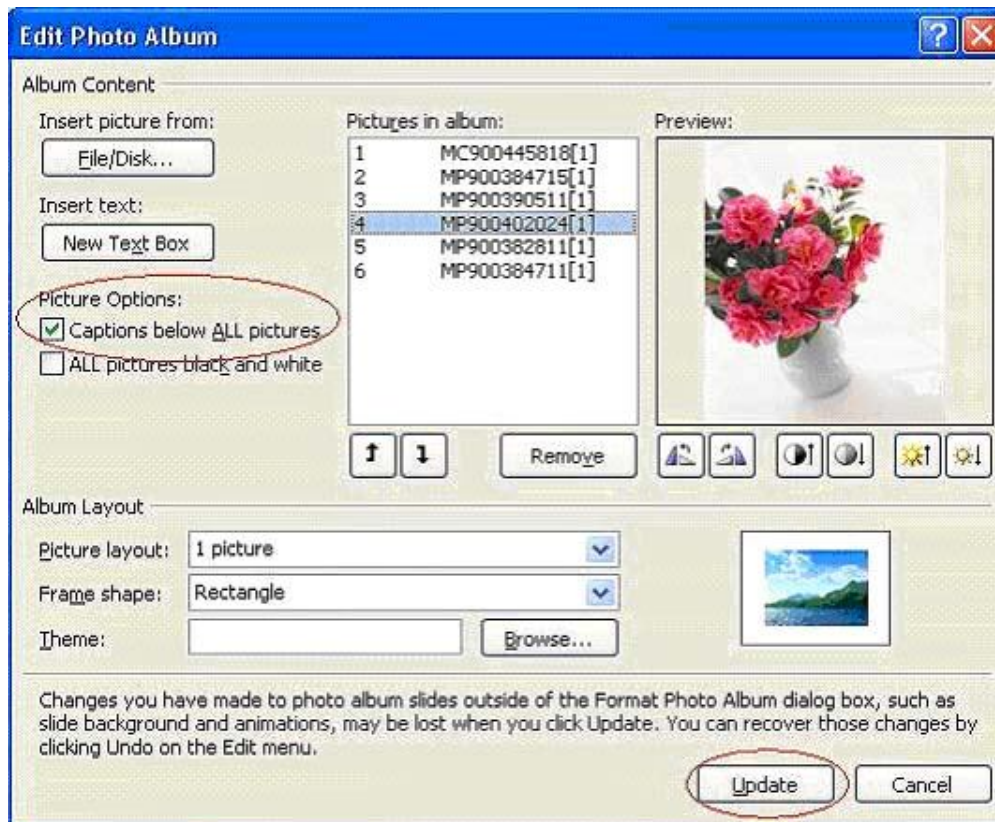 Edit Photo Album
Album Content
Insert picture from:
File/Disk...
Insert text:
New Text Box
Picture Options:
Captions below ALL pictures
ALL pictures black and white
Pictures in album:
1 MC900445818[1]
2 MP900384715[1]
3 MP900390511[1]
4 MP900402024[1]
5 MP900382811[1]
6 MP900384711[1]
Remove
Preview:
Album Layout
Picture layout: 1 picture
Frame shape: Rectangle
Theme:
Browse...
Changes you have made to photo album slides outside of the Format Photo Album dialog box, such as
slide background and animations, may be lost when you click Update. You can recover those changes by
clicking Undo on the Edit menu.
Update Cancel